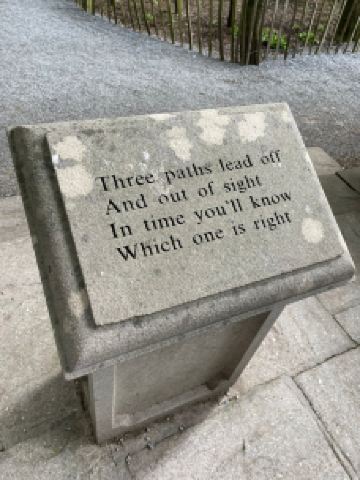 Three paths lead off
And out of sight
In time you'll know
Which one is right